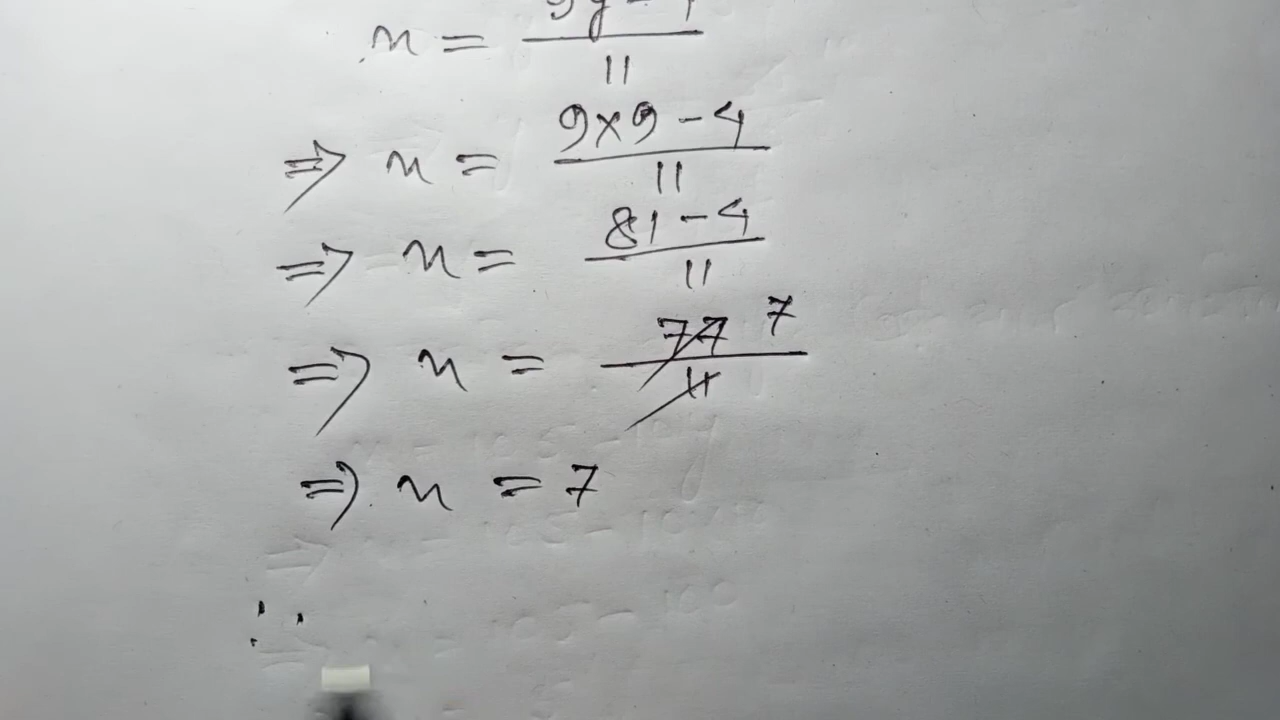 x = (9y - 4)/11
⇒ x = (9×9 - 4)/11
⇒ x = (81 - 4)/11
⇒ x = 77/11 7
⇒ x = 7
∴